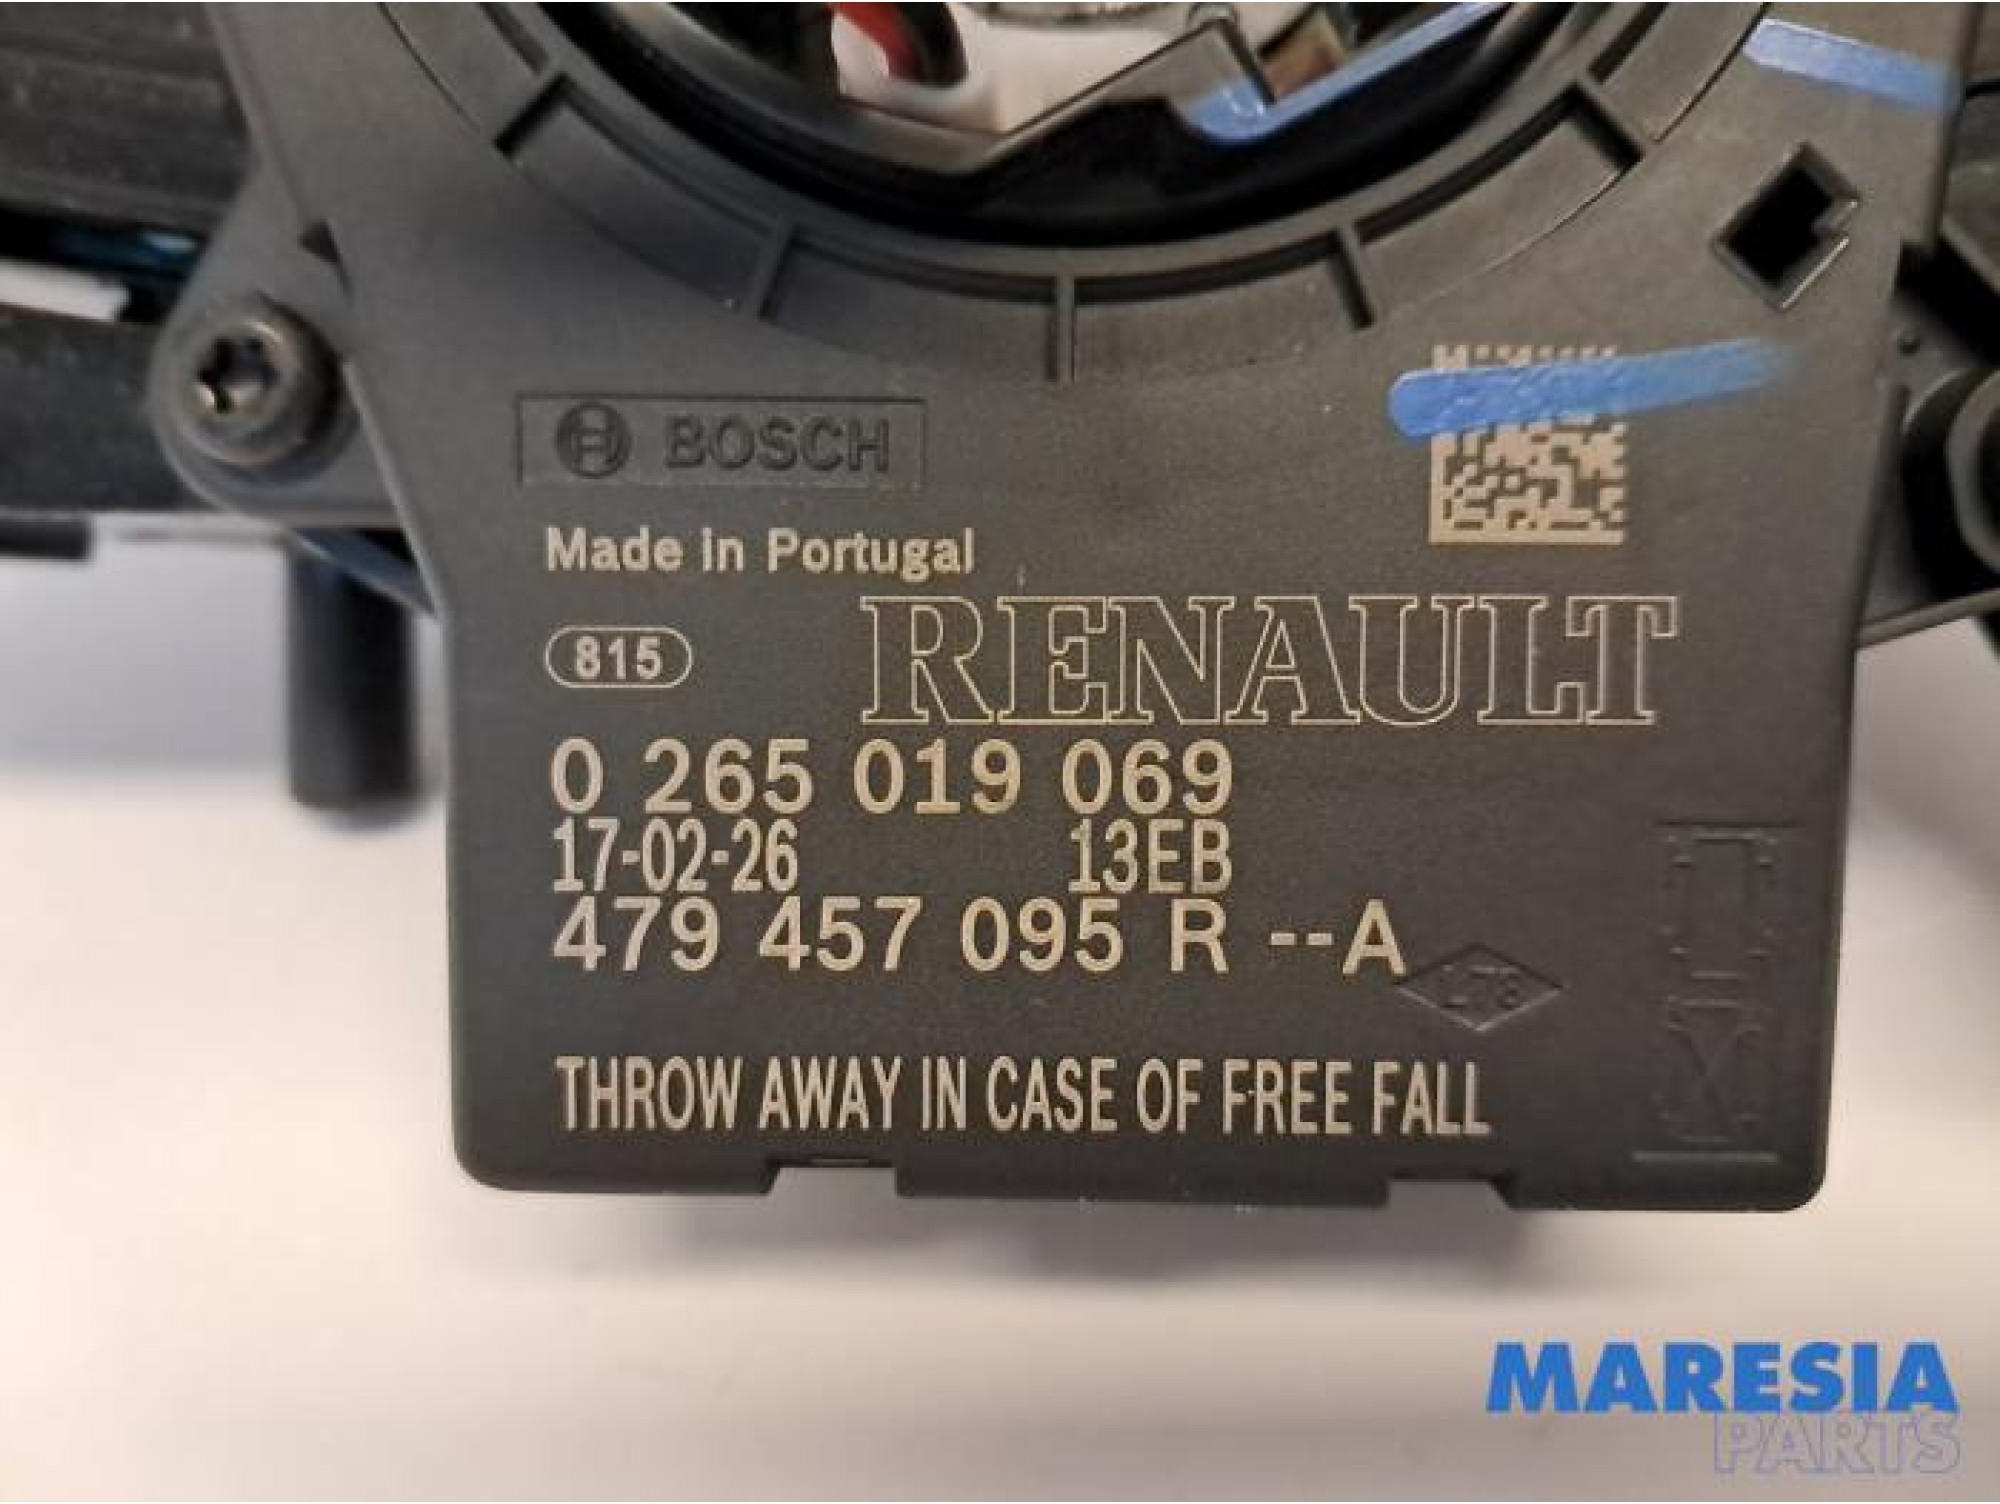 BOSCH
Made in Portugal
815
RENAULT
0 265 019 069
17-02-26 13EB
479 457 095 R --A
THROW AWAY IN CASE OF FREE FALL
MARESIA
PARTS